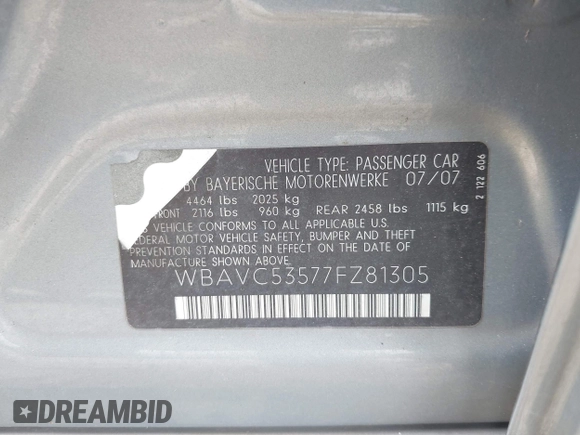 VEHICLE TYPE: PASSENGER CAR
BY BAYERISCHE MOTORENWERKE 07/07
4464 lbs 2025 kg
FRONT 2116 lbs 960 kg REAR 2458 lbs 1115 kg
VEHICLE CONFORMS TO ALL APPLICABLE U.S.
FEDERAL MOTOR VEHICLE SAFETY, BUMPER AND THEFT
PREVENTION STANDARDS IN EFFECT ON THE DATE
OF MANUFACTURE SHOWN ABOVE.
WBAVC53577FZ81305
2 122 606
DREAMBID